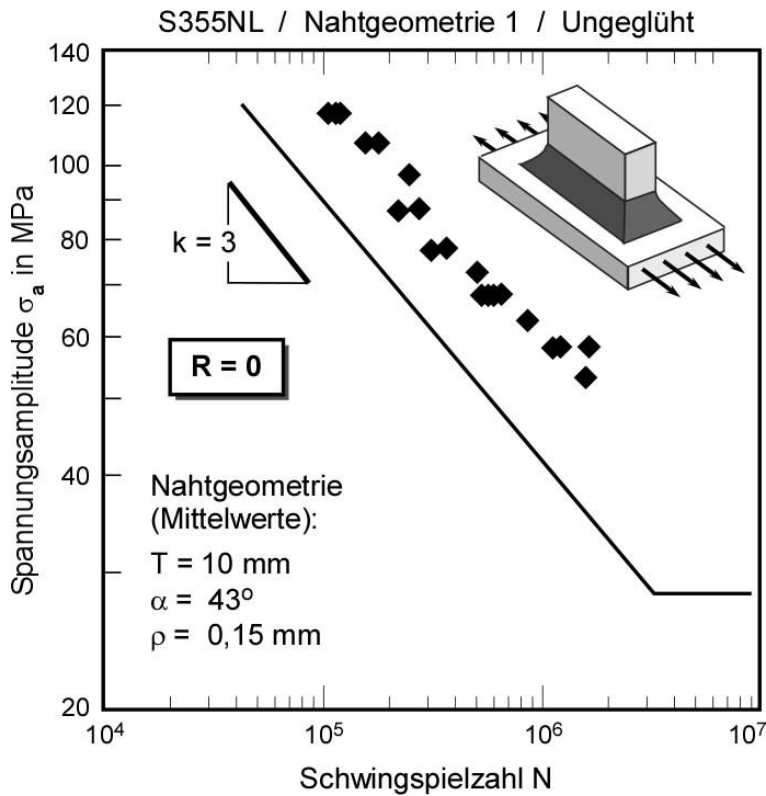 S355NL / Nahtgeometrie 1 / Ungeglüht
Spannungsamplitude σa in MPa
140
120
100
80
60
40
20
k = 3
R = 0
Nahtgeometrie
(Mittelwerte):
T = 10 mm
α = 43º
ρ = 0,15 mm
10⁴
10⁵
10⁶
10⁷
Schwingspielzahl N